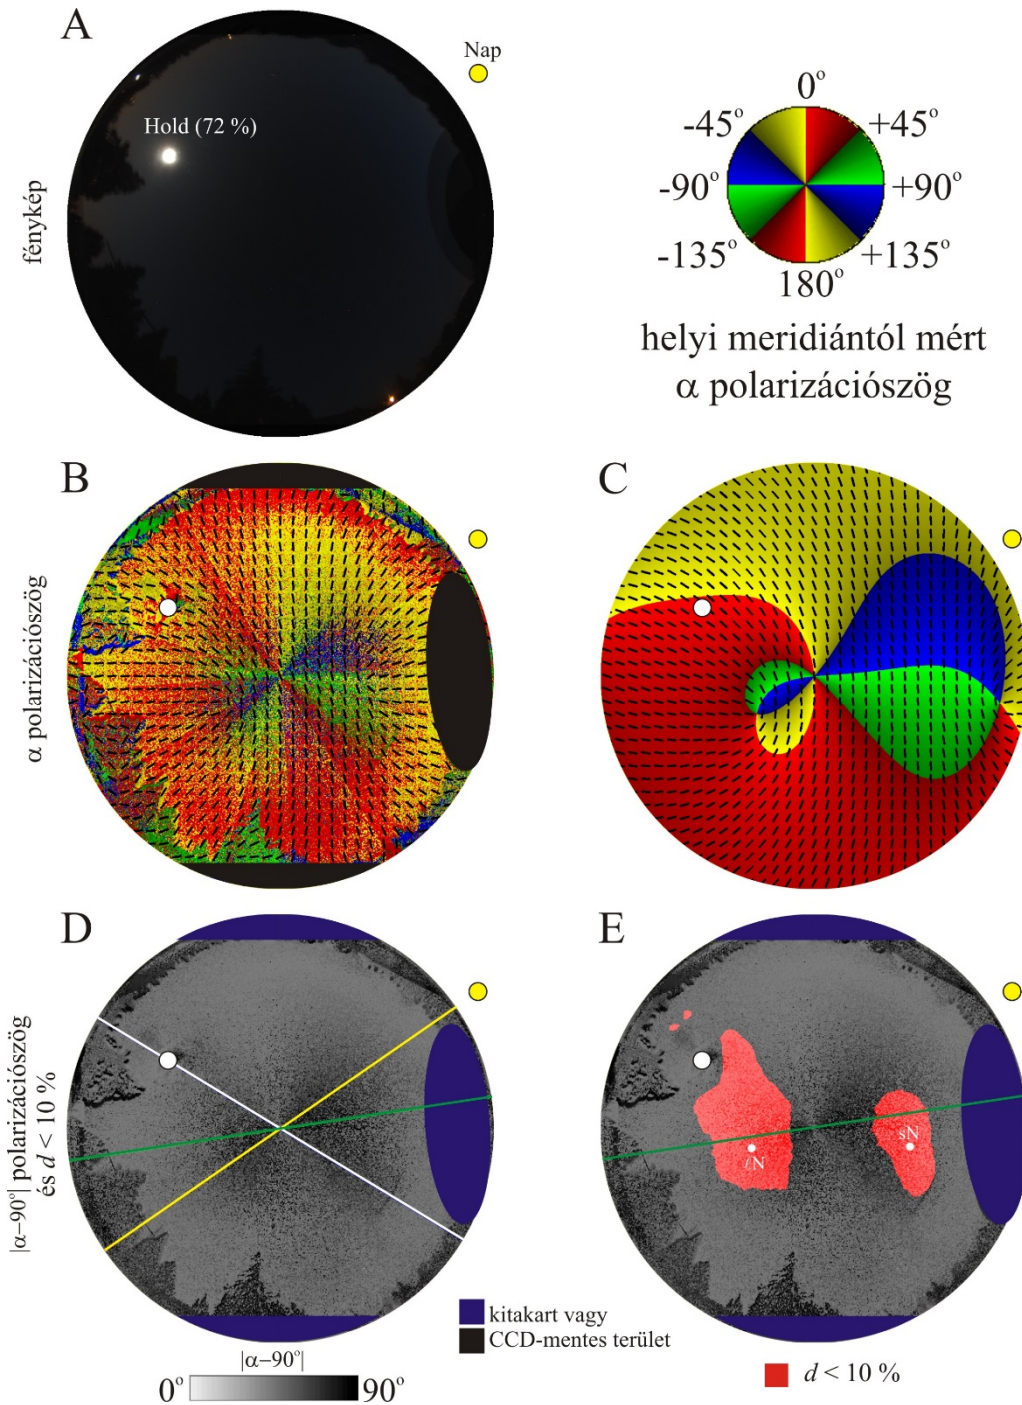 A
Nap
Hold (72 %)
fénykép
0°
-45°
+45°
-90°
+90°
-135°
+135°
180°
helyi meridiántól mért
α polarizációszög
B
C
α polarizációszög
D
E
|α−90°| polarizációszög
és d < 10 %
ℓN
sN
kitakart vagy
CCD-mentes terület
|α−90°|
0°
90°
d < 10 %